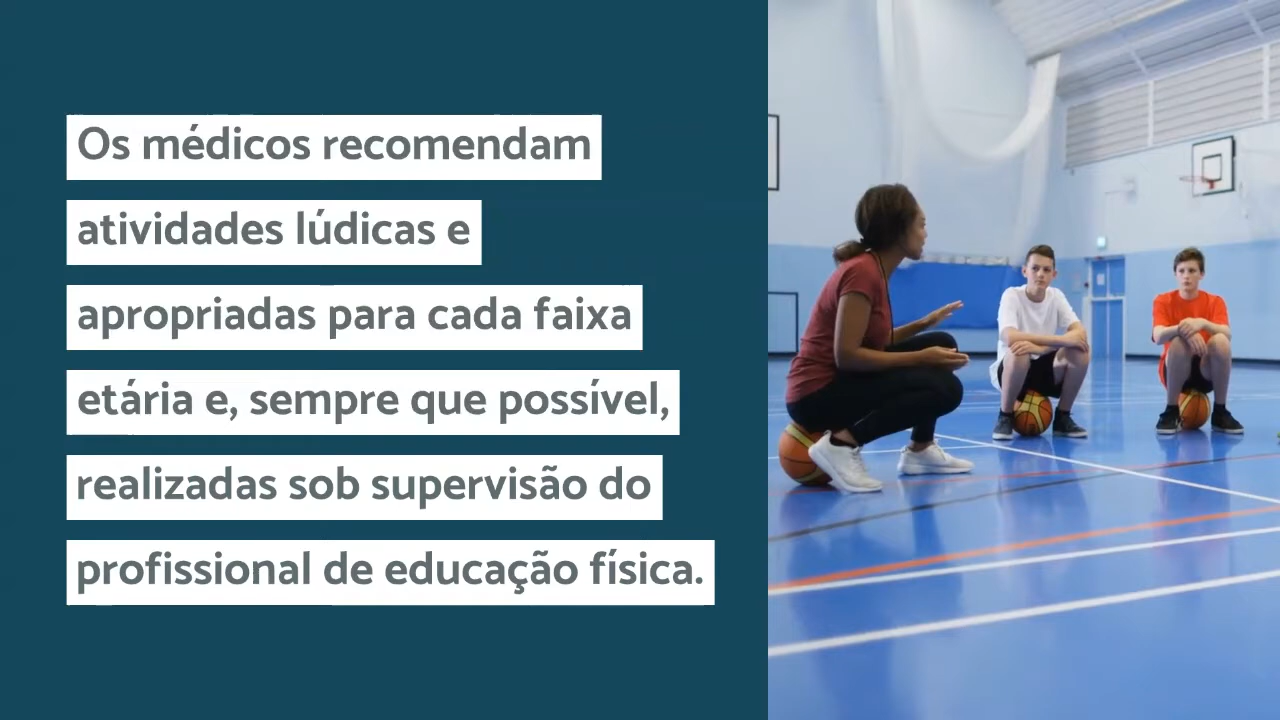 Os médicos recomendam
atividades lúdicas e
apropriadas para cada faixa
etária e, sempre que possível,
realizadas sob supervisão do
profissional de educação física.